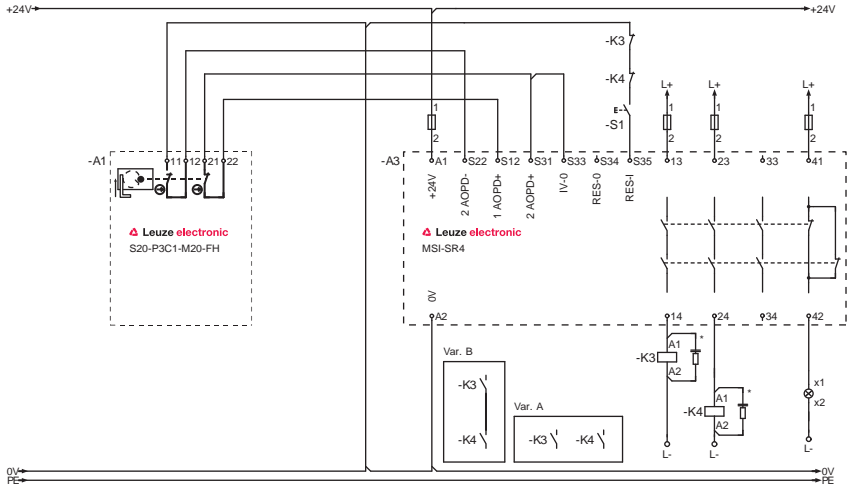 +24V
+24V
-K3
-K4
E--
-S1
L+
L+
L+
1
2
1
2
1
2
1
2
-A1
11
12
21
22
Leuze electronic
S20-P3C1-M20-FH
-A3
A1
S22
S12
S31
S33
S34
S35
13
23
33
41
+24V
2 AOPD-
1 AOPD+
2 AOPD+
IV-0
RES-0
RES-I
Leuze electronic
MSI-SR4
0V
A2
14
24
34
42
Var. B
-K3
-K4
Var. A
-K3
-K4
-K3
A1
A2
*
-K4
A1
A2
*
x1
x2
L-
L-
L-
0V
0V
PE
PE